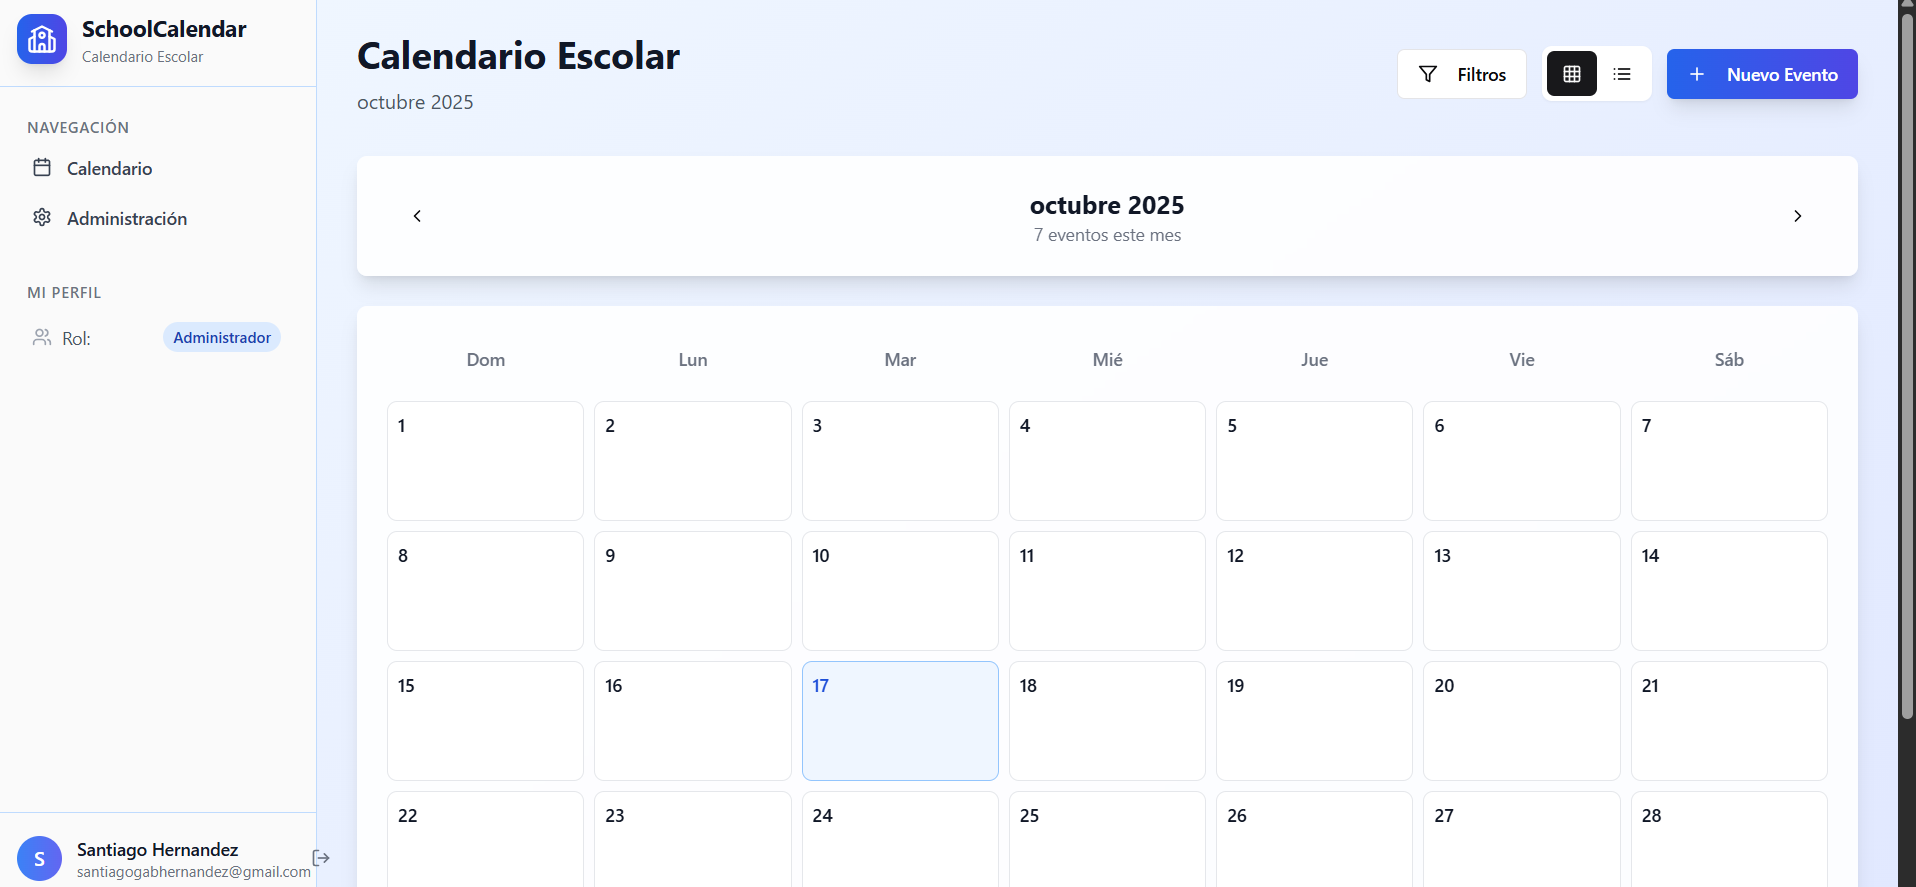 SchoolCalendar
Calendario Escolar
NAVEGACIÓN
Calendario
Administración
MI PERFIL
Rol: Administrador
S
Santiago Hernandez
santiagogabhernandez@gmail.com
Calendario Escolar
octubre 2025
Filtros
Nuevo Evento
octubre 2025
7 eventos este mes
Dom Lun Mar Mié Jue Vie Sáb
1 2 3 4 5 6 7
8 9 10 11 12 13 14
15 16 17 18 19 20 21
22 23 24 25 26 27 28